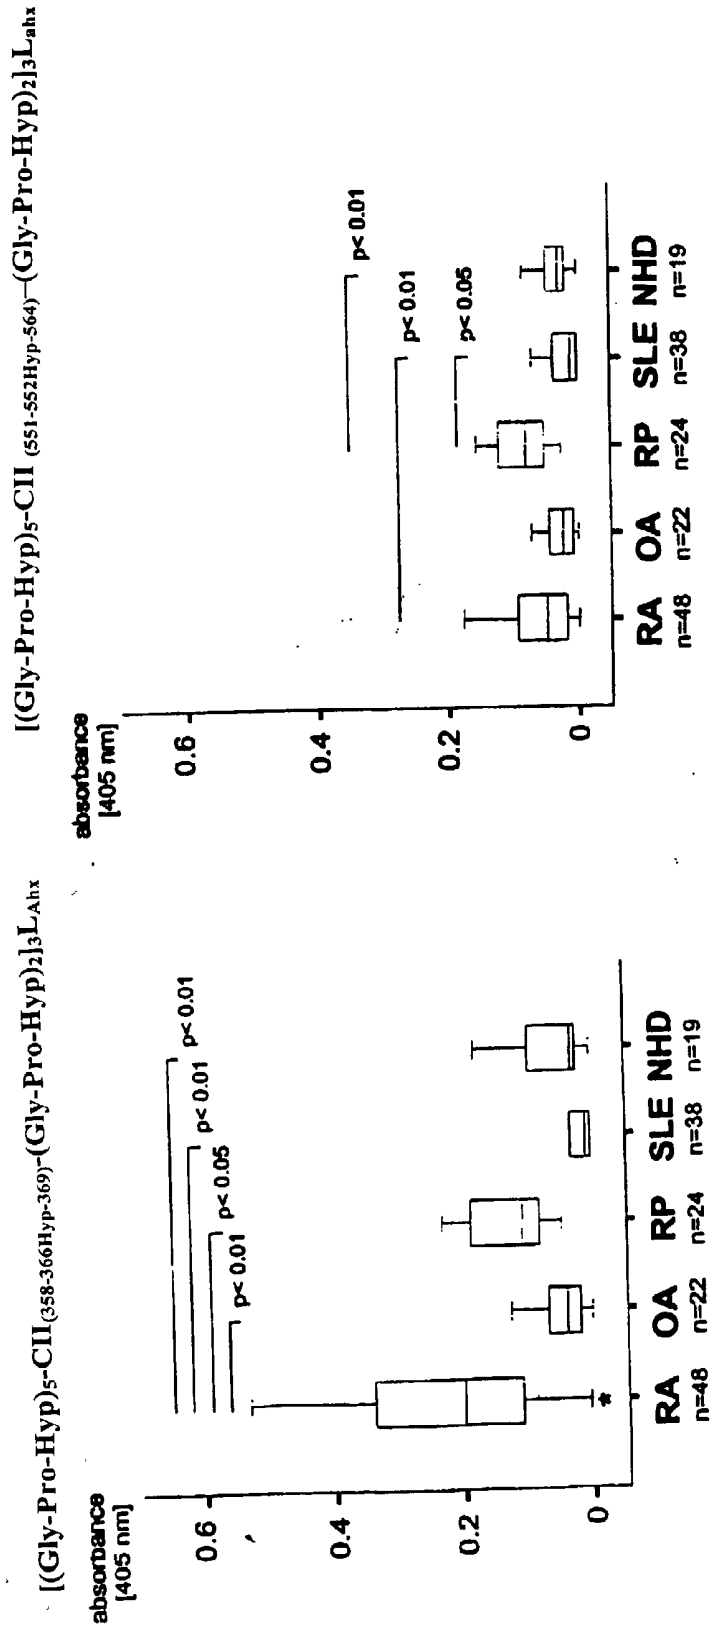 [(Gly-Pro-Hyp)5-CII(358-366Hyp-369)-(Gly-Pro-Hyp)2]3LAhx
absorbance
[405 nm]
p< 0.01
p< 0.01
p< 0.05
p< 0.01
0.6
0.4
0.2
0
*
RA OA RP SLE NHD
n=48 n=22 n=24 n=38 n=19
[(Gly-Pro-Hyp)5-CII (551-552Hyp-564)-(Gly-Pro-Hyp)2]3Lahx
absorbance
[405 nm]
p< 0.01
p< 0.01
p< 0.05
0.6
0.4
0.2
0
RA OA RP SLE NHD
n=48 n=22 n=24 n=38 n=19